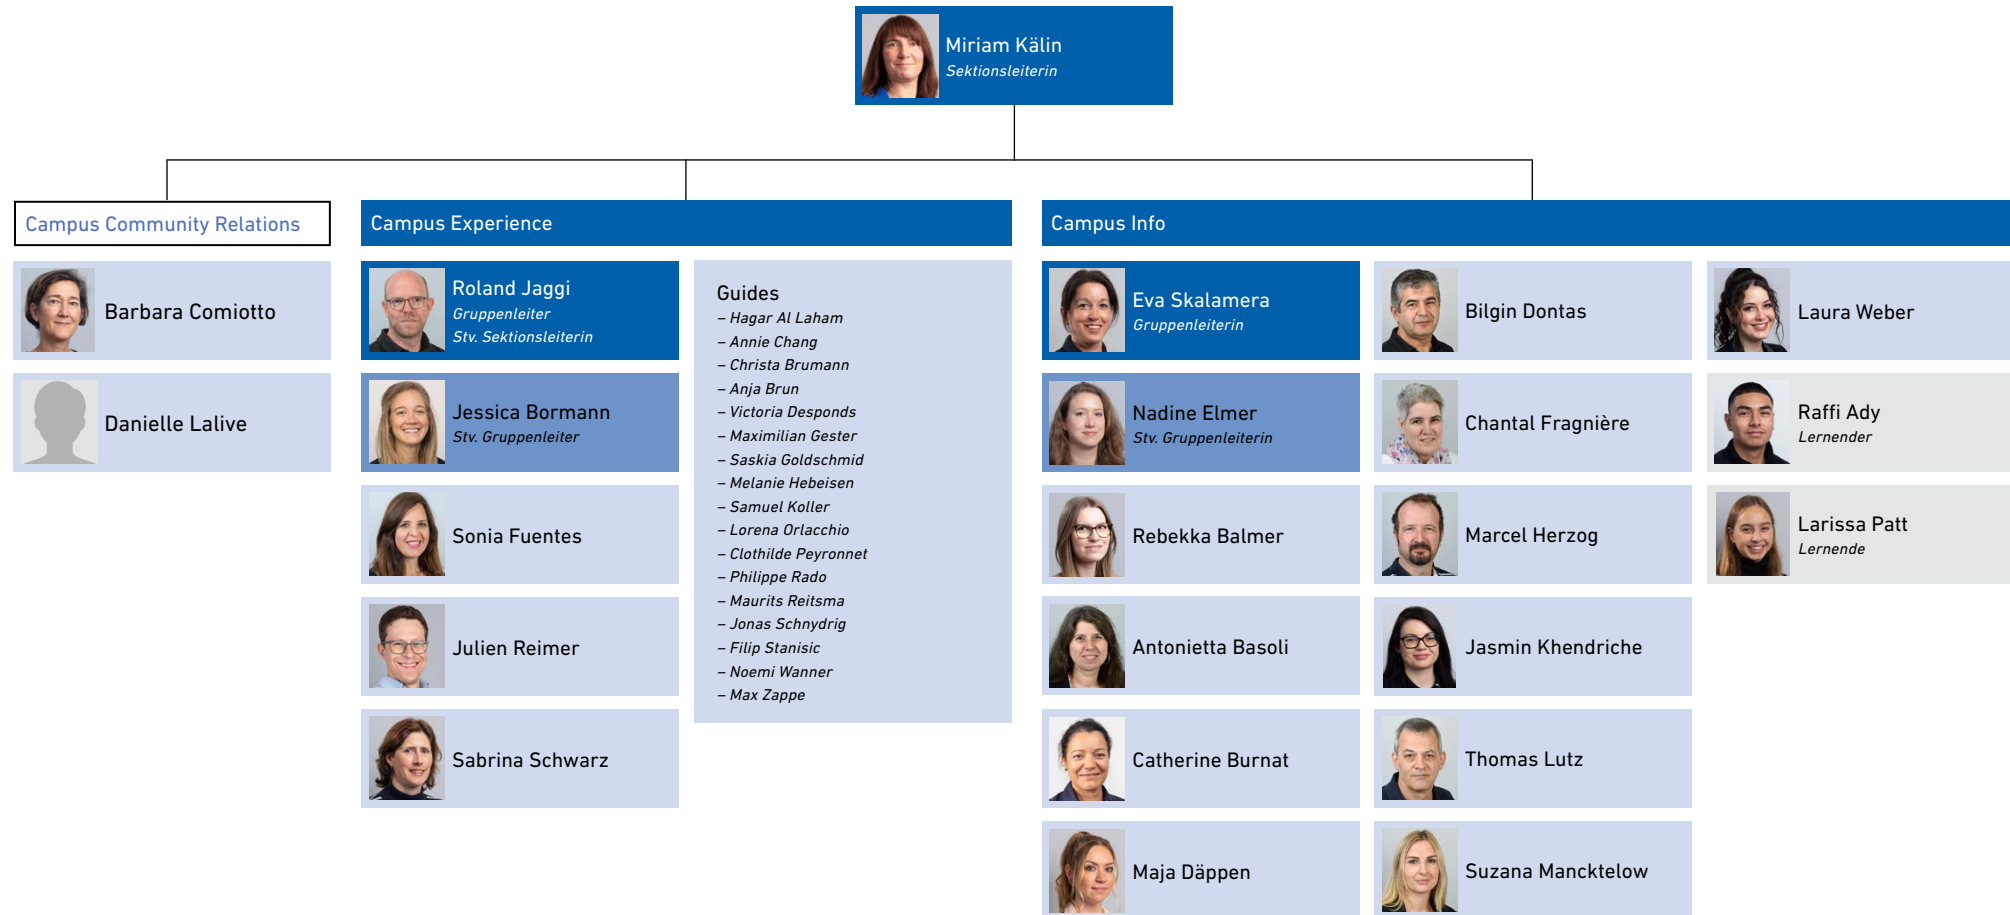 Miriam Kälin
Sektionsleiterin
Campus Community Relations
Barbara Comiotto
Danielle Lalive
Campus Experience
Roland Jaggi
Gruppenleiter
Stv. Sektionsleiterin
Jessica Bormann
Stv. Gruppenleiter
Sonia Fuentes
Julien Reimer
Sabrina Schwarz
Guides
– Hagar Al Laham
– Annie Chang
– Christa Brumann
– Anja Brun
– Victoria Desponds
– Maximilian Gester
– Saskia Goldschmid
– Melanie Hebeisen
– Samuel Koller
– Lorena Orlacchio
– Clothilde Peyronnet
– Philippe Rado
– Maurits Reitsma
– Jonas Schnydrig
– Filip Stanisic
– Noemi Wanner
– Max Zappe
Campus Info
Eva Skalamera
Gruppenleiterin
Nadine Elmer
Stv. Gruppenleiterin
Rebekka Balmer
Antonietta Basoli
Catherine Burnat
Maja Däppen
Bilgin Dontas
Chantal Fragnière
Marcel Herzog
Jasmin Khendriche
Thomas Lutz
Suzana Mancktelow
Laura Weber
Raffi Ady
Lernender
Larissa Patt
Lernende